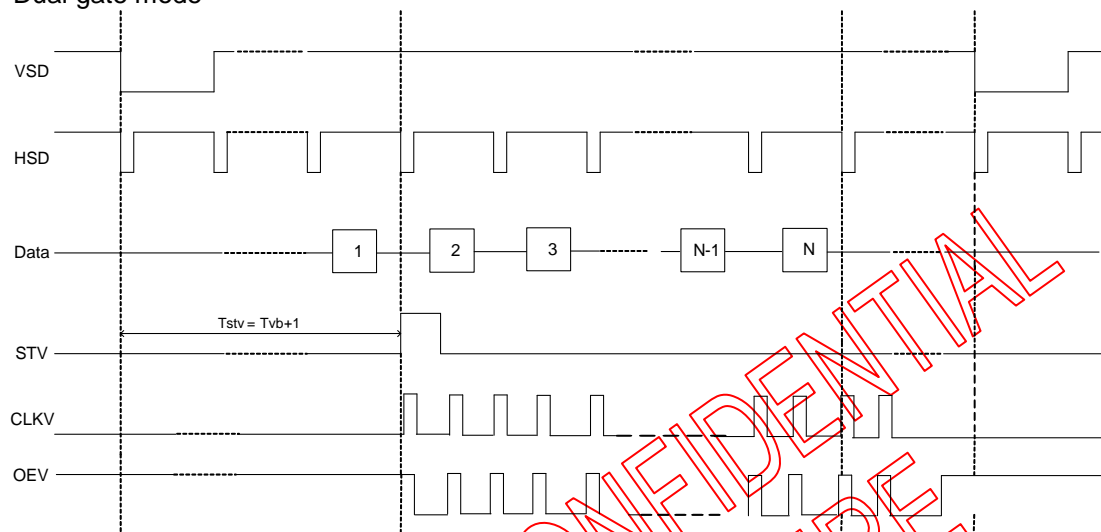 Dual gate mode
VSD
HSD
Data
1
2
3
N-1
N
Tstv = Tvb+1
STV
CLKV
OEV
CONFIDENTIAL